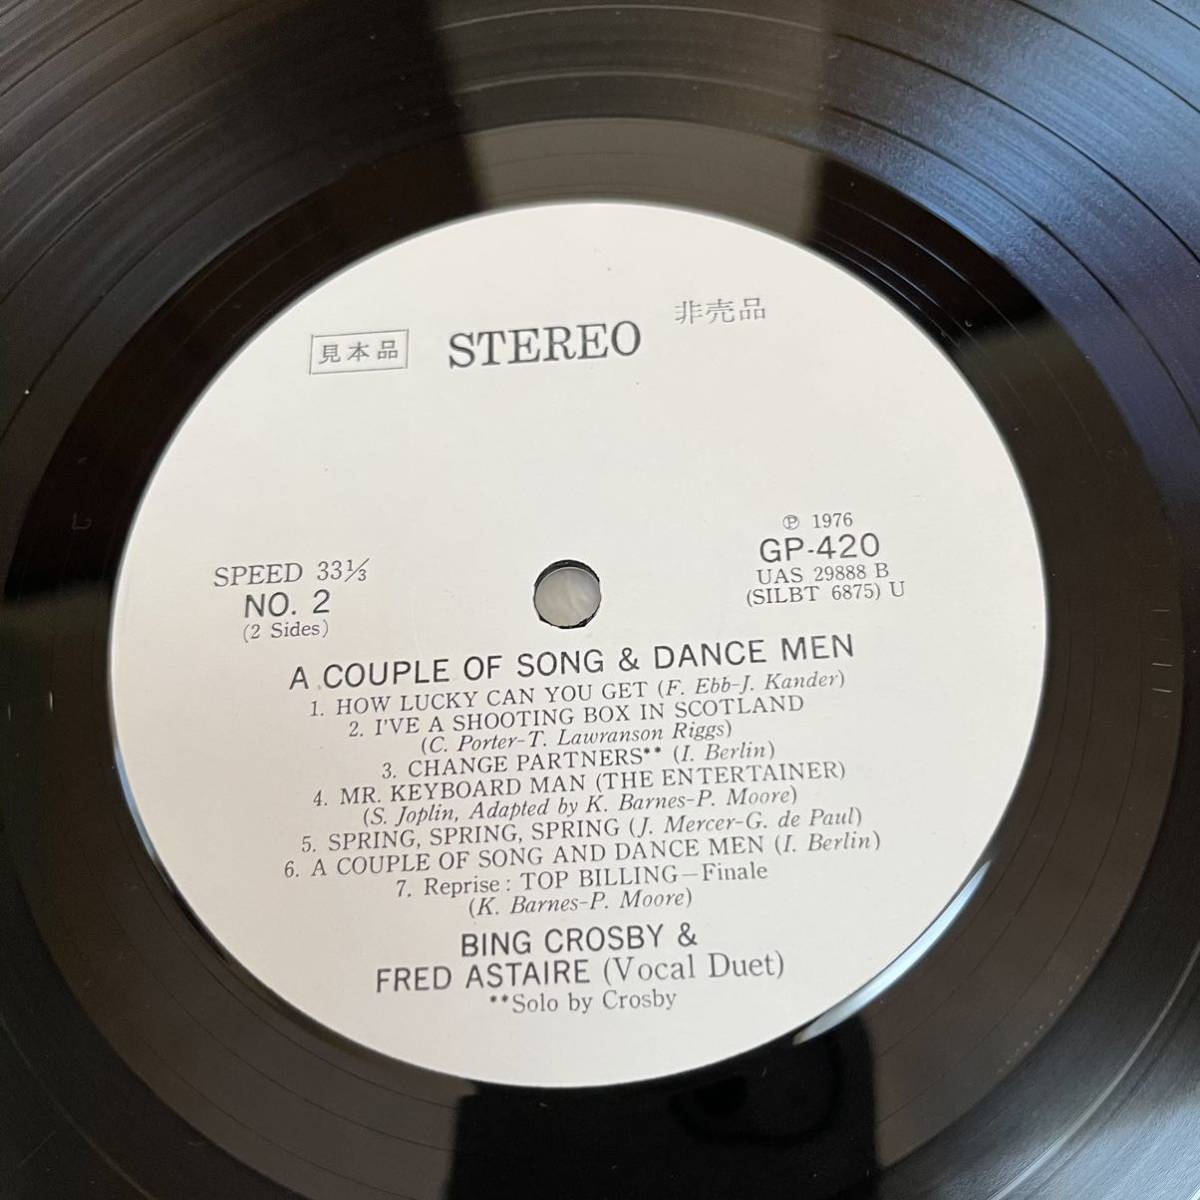 見本品 STEREO 非売品
℗ 1976
GP-420
UAS 29888 B
(SILBT 6875) U
SPEED 33⅓
NO. 2
(2 Sides)
A COUPLE OF SONG & DANCE MEN
1. HOW LUCKY CAN YOU GET (F. Ebb-J. Kander)
2. I'VE A SHOOTING BOX IN SCOTLAND
(C. Porter-T. Lawranson Riggs)
3. CHANGE PARTNERS** (I. Berlin)
4. MR. KEYBOARD MAN (THE ENTERTAINER)
(S. Joplin, Adapted by K. Barnes-P. Moore)
5. SPRING, SPRING, SPRING (J. Mercer-G. de Paul)
6. A COUPLE OF SONG AND DANCE MEN (I. Berlin)
7. Reprise: TOP BILLING—Finale
(K. Barnes-P. Moore)
BING CROSBY &
FRED ASTAIRE (Vocal Duet)
**Solo by Crosby